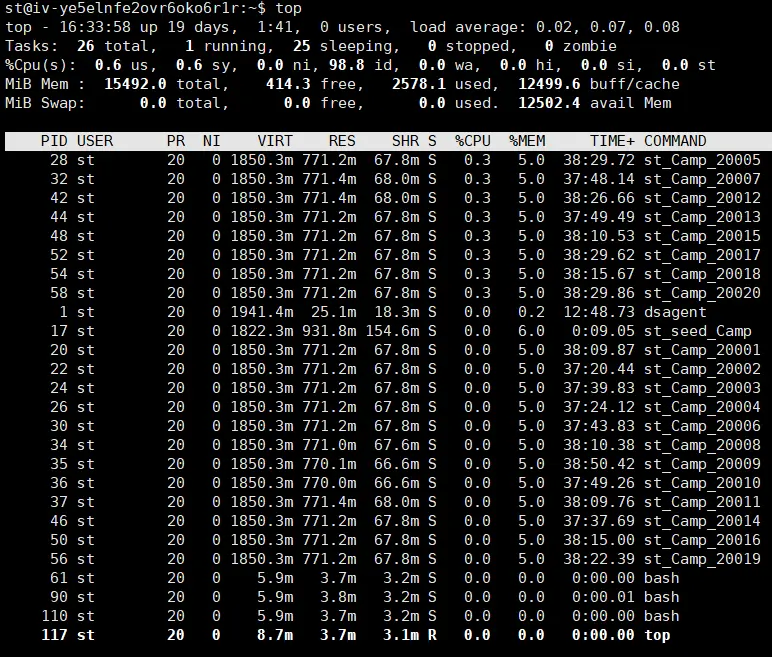 st@iv-ye5elnfe2ovr6oko6r1r:~$ top
top - 16:33:58 up 19 days,  1:41,  0 users,  load average: 0.02, 0.07, 0.08
Tasks:  26 total,   1 running,  25 sleeping,   0 stopped,   0 zombie
%Cpu(s):  0.6 us,  0.6 sy,  0.0 ni, 98.8 id,  0.0 wa,  0.0 hi,  0.0 si,  0.0 st
MiB Mem :  15492.0 total,    414.3 free,   2578.1 used,  12499.6 buff/cache
MiB Swap:      0.0 total,      0.0 free,      0.0 used.  12502.4 avail Mem
PID USER      PR  NI    VIRT    RES    SHR S  %CPU  %MEM     TIME+ COMMAND
28 st        20   0 1850.3m 771.2m  67.8m S   0.3   5.0  38:29.72 st_Camp_20005
32 st        20   0 1850.3m 771.4m  68.0m S   0.3   5.0  37:48.14 st_Camp_20007
42 st        20   0 1850.3m 771.4m  68.0m S   0.3   5.0  38:26.66 st_Camp_20012
44 st        20   0 1850.3m 771.2m  67.8m S   0.3   5.0  37:49.49 st_Camp_20013
48 st        20   0 1850.3m 771.2m  67.8m S   0.3   5.0  38:10.53 st_Camp_20015
52 st        20   0 1850.3m 771.2m  67.8m S   0.3   5.0  38:29.62 st_Camp_20017
54 st        20   0 1850.3m 771.2m  67.8m S   0.3   5.0  38:15.67 st_Camp_20018
58 st        20   0 1850.3m 771.2m  67.8m S   0.3   5.0  38:29.86 st_Camp_20020
1 st        20   0 1941.4m  25.1m  18.3m S   0.0   0.2  12:48.73 dsagent
17 st        20   0 1822.3m 931.8m 154.6m S   0.0   6.0   0:09.05 st_seed_Camp
20 st        20   0 1850.3m 771.2m  67.8m S   0.0   5.0  38:09.87 st_Camp_20001
22 st        20   0 1850.3m 771.2m  67.8m S   0.0   5.0  37:20.44 st_Camp_20002
24 st        20   0 1850.3m 771.2m  67.8m S   0.0   5.0  37:39.83 st_Camp_20003
26 st        20   0 1850.3m 771.2m  67.8m S   0.0   5.0  37:24.12 st_Camp_20004
30 st        20   0 1850.3m 771.2m  67.8m S   0.0   5.0  37:43.83 st_Camp_20006
34 st        20   0 1850.3m 771.0m  67.6m S   0.0   5.0  38:10.38 st_Camp_20008
35 st        20   0 1850.3m 770.1m  66.6m S   0.0   5.0  38:50.42 st_Camp_20009
36 st        20   0 1850.3m 770.0m  66.6m S   0.0   5.0  37:49.26 st_Camp_20010
37 st        20   0 1850.3m 771.4m  68.0m S   0.0   5.0  38:09.76 st_Camp_20011
46 st        20   0 1850.3m 771.2m  67.8m S   0.0   5.0  37:37.69 st_Camp_20014
50 st        20   0 1850.3m 771.2m  67.8m S   0.0   5.0  38:15.00 st_Camp_20016
56 st        20   0 1850.3m 771.2m  67.8m S   0.0   5.0  38:22.39 st_Camp_20019
61 st        20   0    5.9m   3.7m   3.2m S   0.0   0.0   0:00.00 bash
90 st        20   0    5.9m   3.8m   3.2m S   0.0   0.0   0:00.01 bash
110 st        20   0    5.9m   3.7m   3.2m S   0.0   0.0   0:00.00 bash
117 st        20   0    8.7m   3.7m   3.1m R   0.0   0.0   0:00.00 top